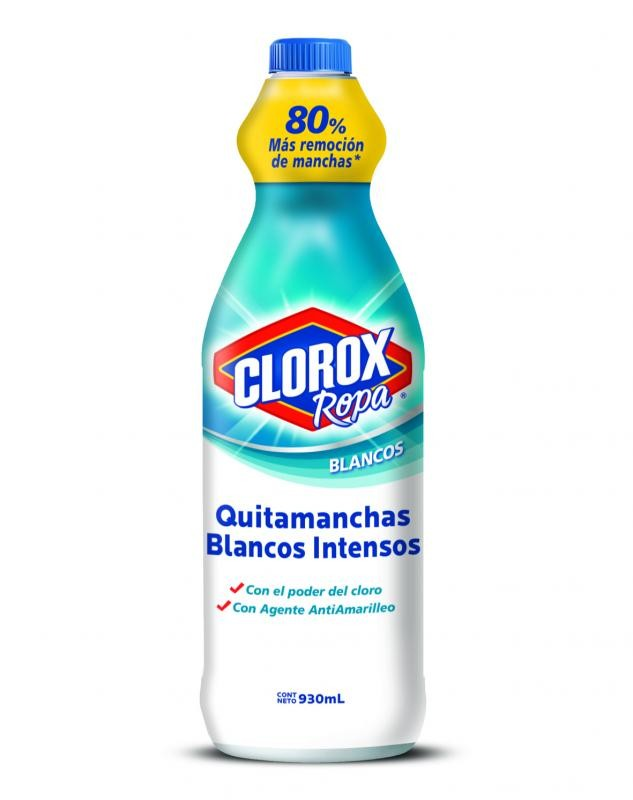 80%
Más remoción
de manchas*
CLOROX
Ropa ®
BLANCOS
Quitamanchas
Blancos Intensos
✓ Con el poder del cloro
✓ Con Agente AntiAmarilleo
CONT
NETO 930mL